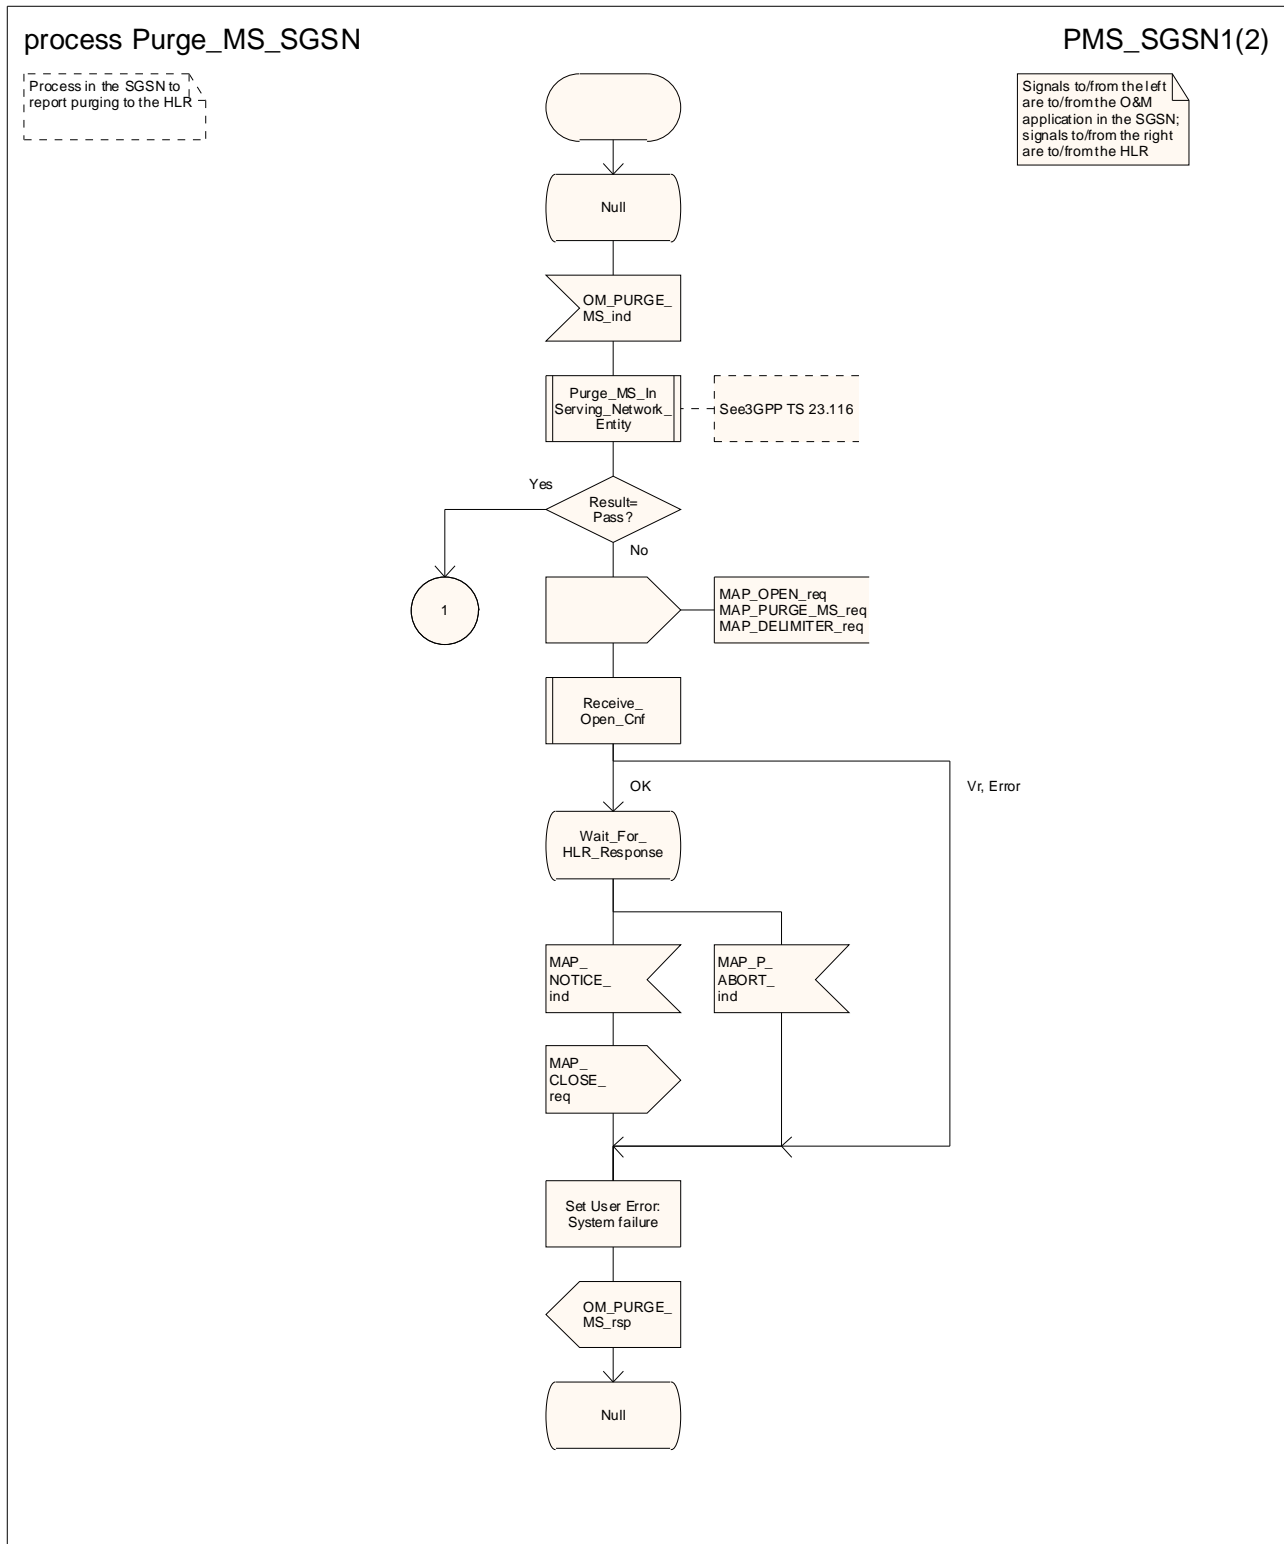 process Purge_MS_SGSN
PMS_SGSN1(2)
Process in the SGSN to
report purging to the HLR
Signals to/from the left
are to/from the O&M
application in the SGSN;
signals to/from the right
are to/from the HLR
Null
OM_PURGE_
MS_ind
Purge_MS_In
Serving_Network_
Entity
See3GPP TS 23.116
Yes
Result=
Pass?
No
1
MAP_OPEN_req
MAP_PURGE_MS_req
MAP_DELIMITER_req
Receive_
Open_Cnf
OK
Vr, Error
Wait_For_
HLR_Response
MAP_
NOTICE_
ind
MAP_P_
ABORT_
ind
MAP_
CLOSE_
req
Set User Error:
System failure
OM_PURGE_
MS_rsp
Null